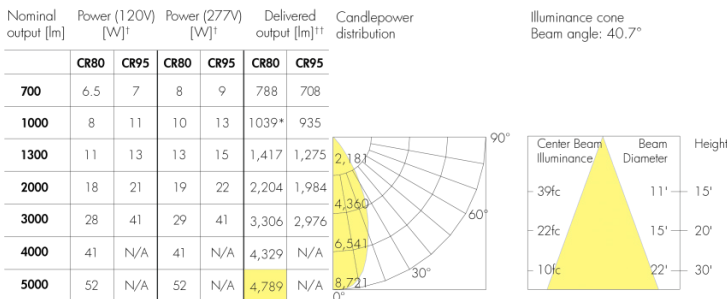 Nominal output [lm] Power (120V) [W]† Power (277V) [W]† Delivered output [lm]††
CR80 CR95 CR80 CR95 CR80 CR95
700 6.5 7 8 9 788 708
1000 8 11 10 13 1039* 935
1300 11 13 13 15 1,417 1,275
2000 18 21 19 22 2,204 1,984
3000 28 41 29 41 3,306 2,976
4000 41 N/A 41 N/A 4,329 N/A
5000 52 N/A 52 N/A 4,789 N/A
Candlepower
distribution
90°
2,181
4,360
60°
6,541
30°
8,721
0°
Illuminance cone
Beam angle: 40.7°
Center Beam Illuminance Beam Diameter Height
39fc 11' 15'
22fc 15' 20'
10fc 22' 30'